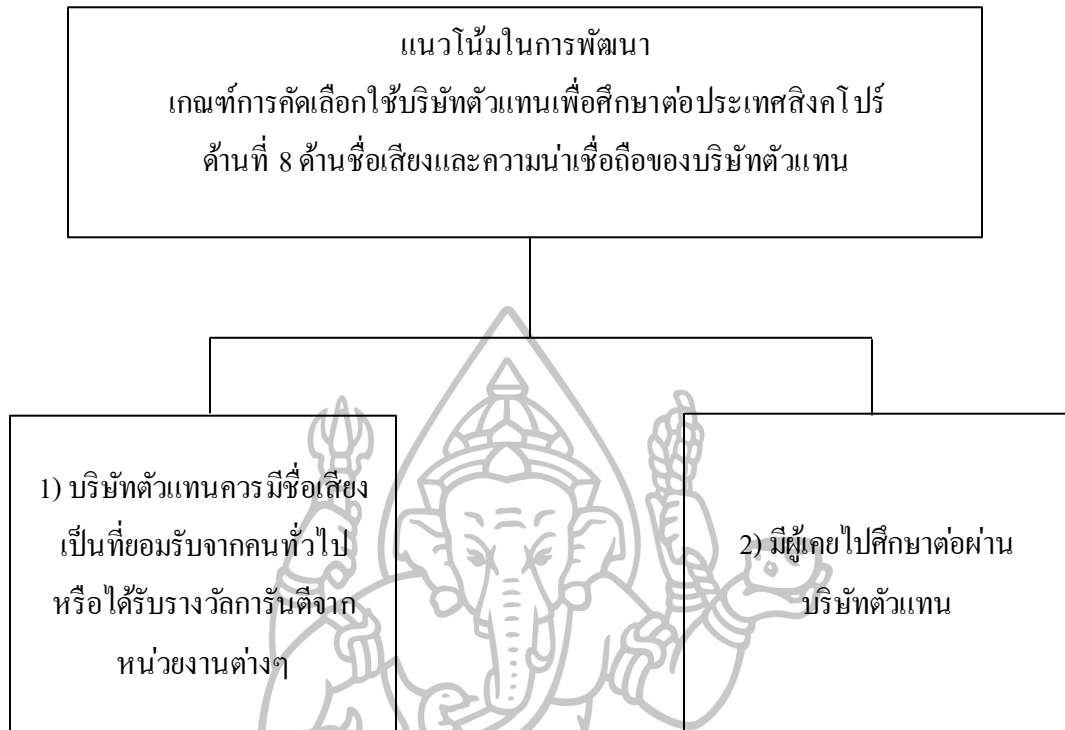 แนวโน้มในการพัฒนา
เกณฑ์การคัดเลือกใช้บริษัทตัวแทนเพื่อศึกษาต่อประเทศสิงคโปร์
ด้านที่ 8 ด้านชื่อเสียงและความน่าเชื่อถือของบริษัทตัวแทน
1) บริษัทตัวแทนควรมีชื่อเสียง
เป็นที่ยอมรับจากคนทั่วไป
หรือได้รับรางวัลการันตีจาก
หน่วยงานต่างๆ
2) มีผู้เคยไปศึกษาต่อผ่าน
บริษัทตัวแทน